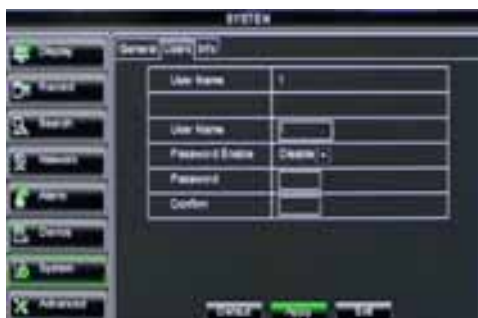 SYSTEM
Display
General Users Info
Record
User Name 1
Search
User Name 1
Network
Password Enable Disable
Password
Alarm
Confirm
Device
System
Advanced
Default Apply Exit